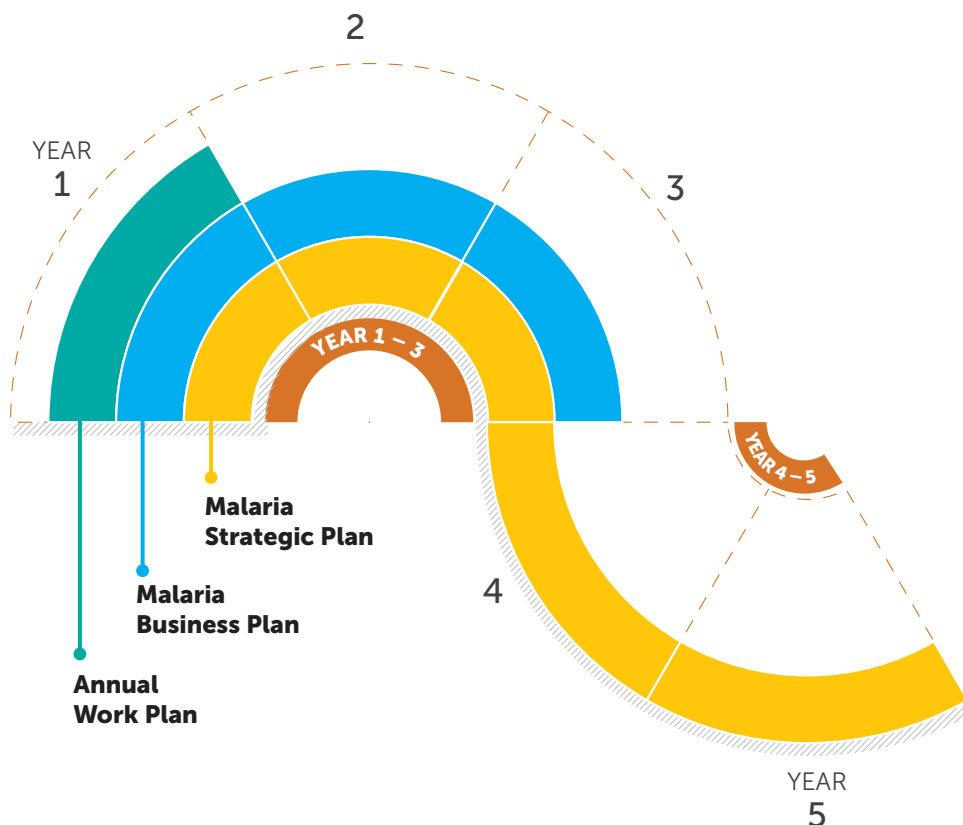 2
YEAR
1
3
YEAR 1 – 3
YEAR 4 – 5
Malaria
Strategic Plan
4
Malaria
Business Plan
Annual
Work Plan
YEAR
5